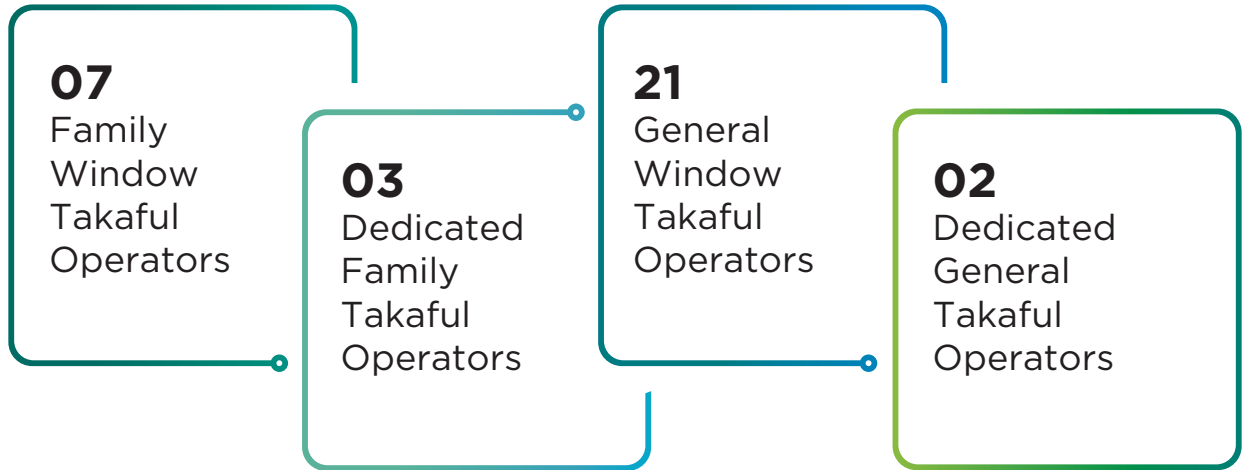 07
Family
Window
Takaful
Operators
03
Dedicated
Family
Takaful
Operators
21
General
Window
Takaful
Operators
02
Dedicated
General
Takaful
Operators